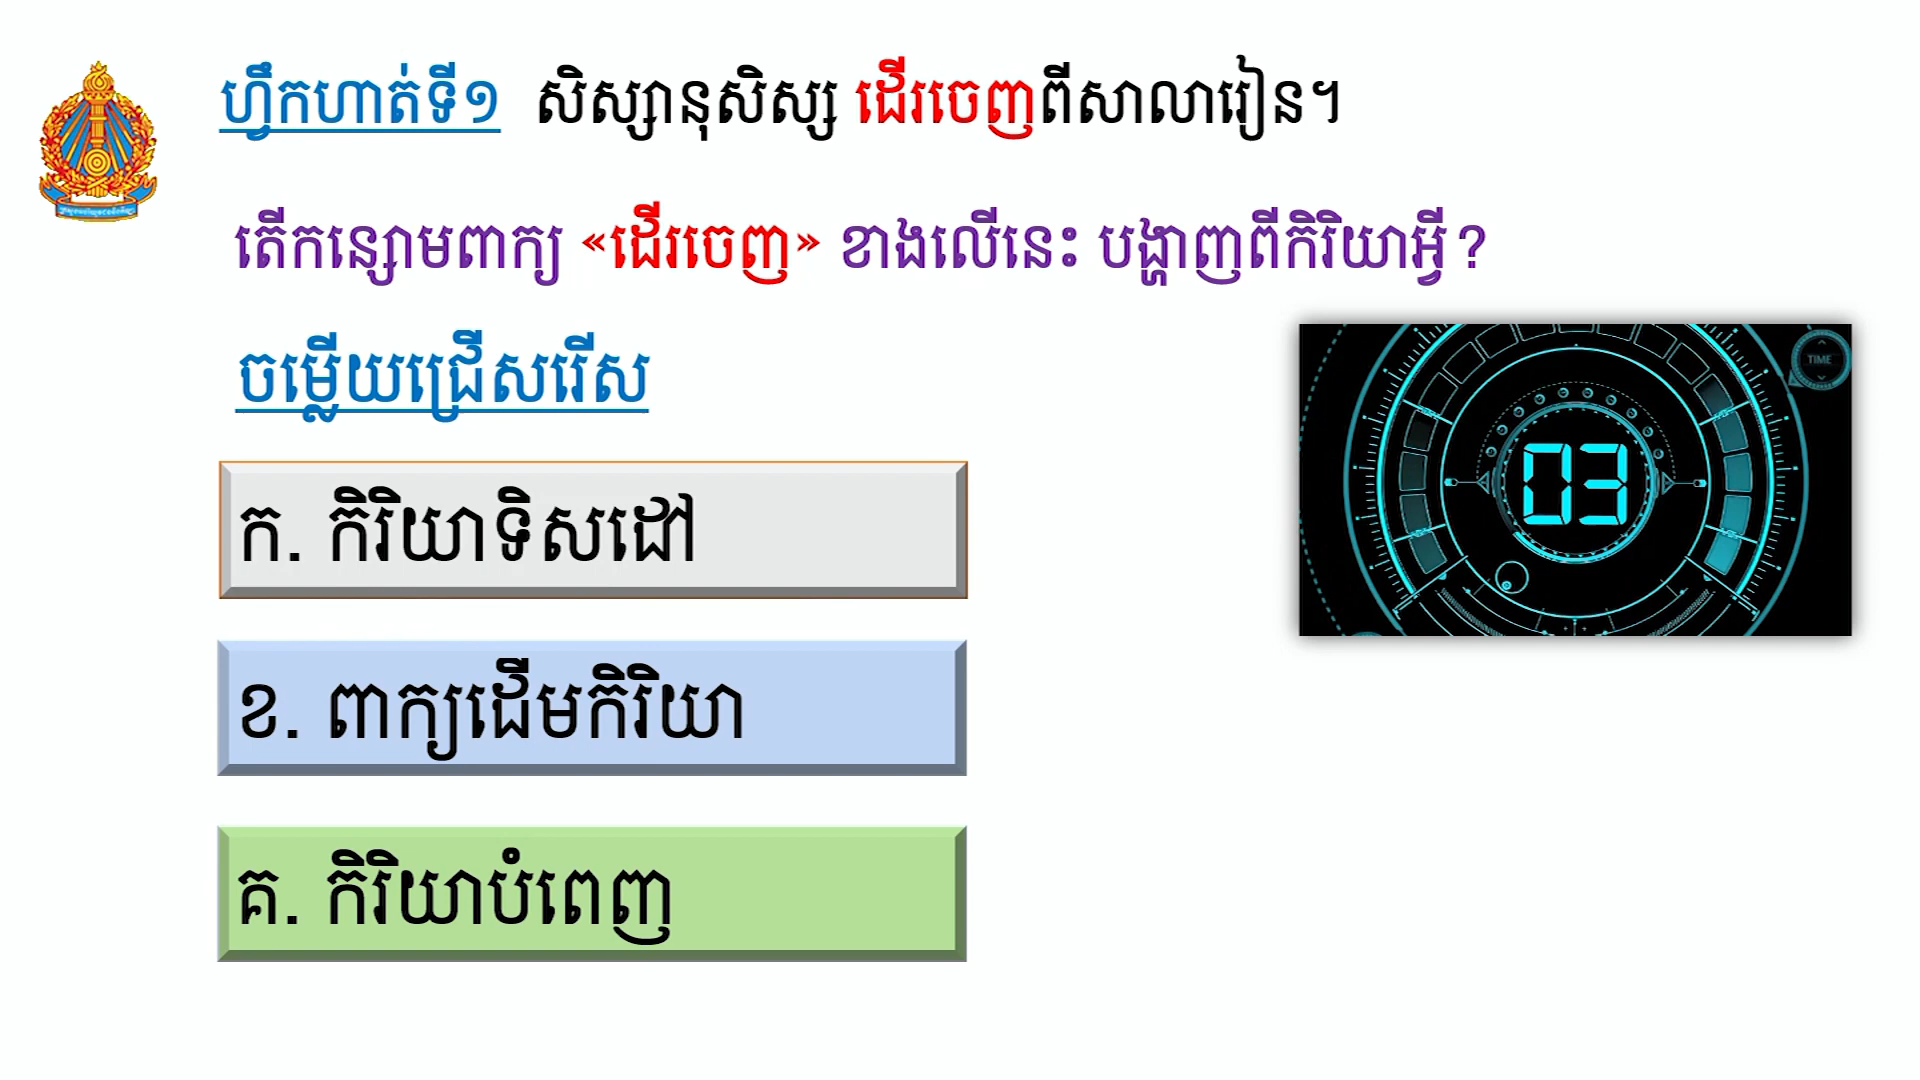 ហ្វឹកហាត់ទី១ សិស្សានុសិស្ស ដើរចេញពីសាលារៀន។
តើកន្សោមពាក្យ «ដើរចេញ» ខាងលើនេះ បង្ហាញពីកិរិយាអ្វី?
ចម្លើយជ្រើសរើស
ក. កិរិយាទិសដៅ
ខ. ពាក្យដើមកិរិយា
គ. កិរិយាបំពេញ
TIME
03